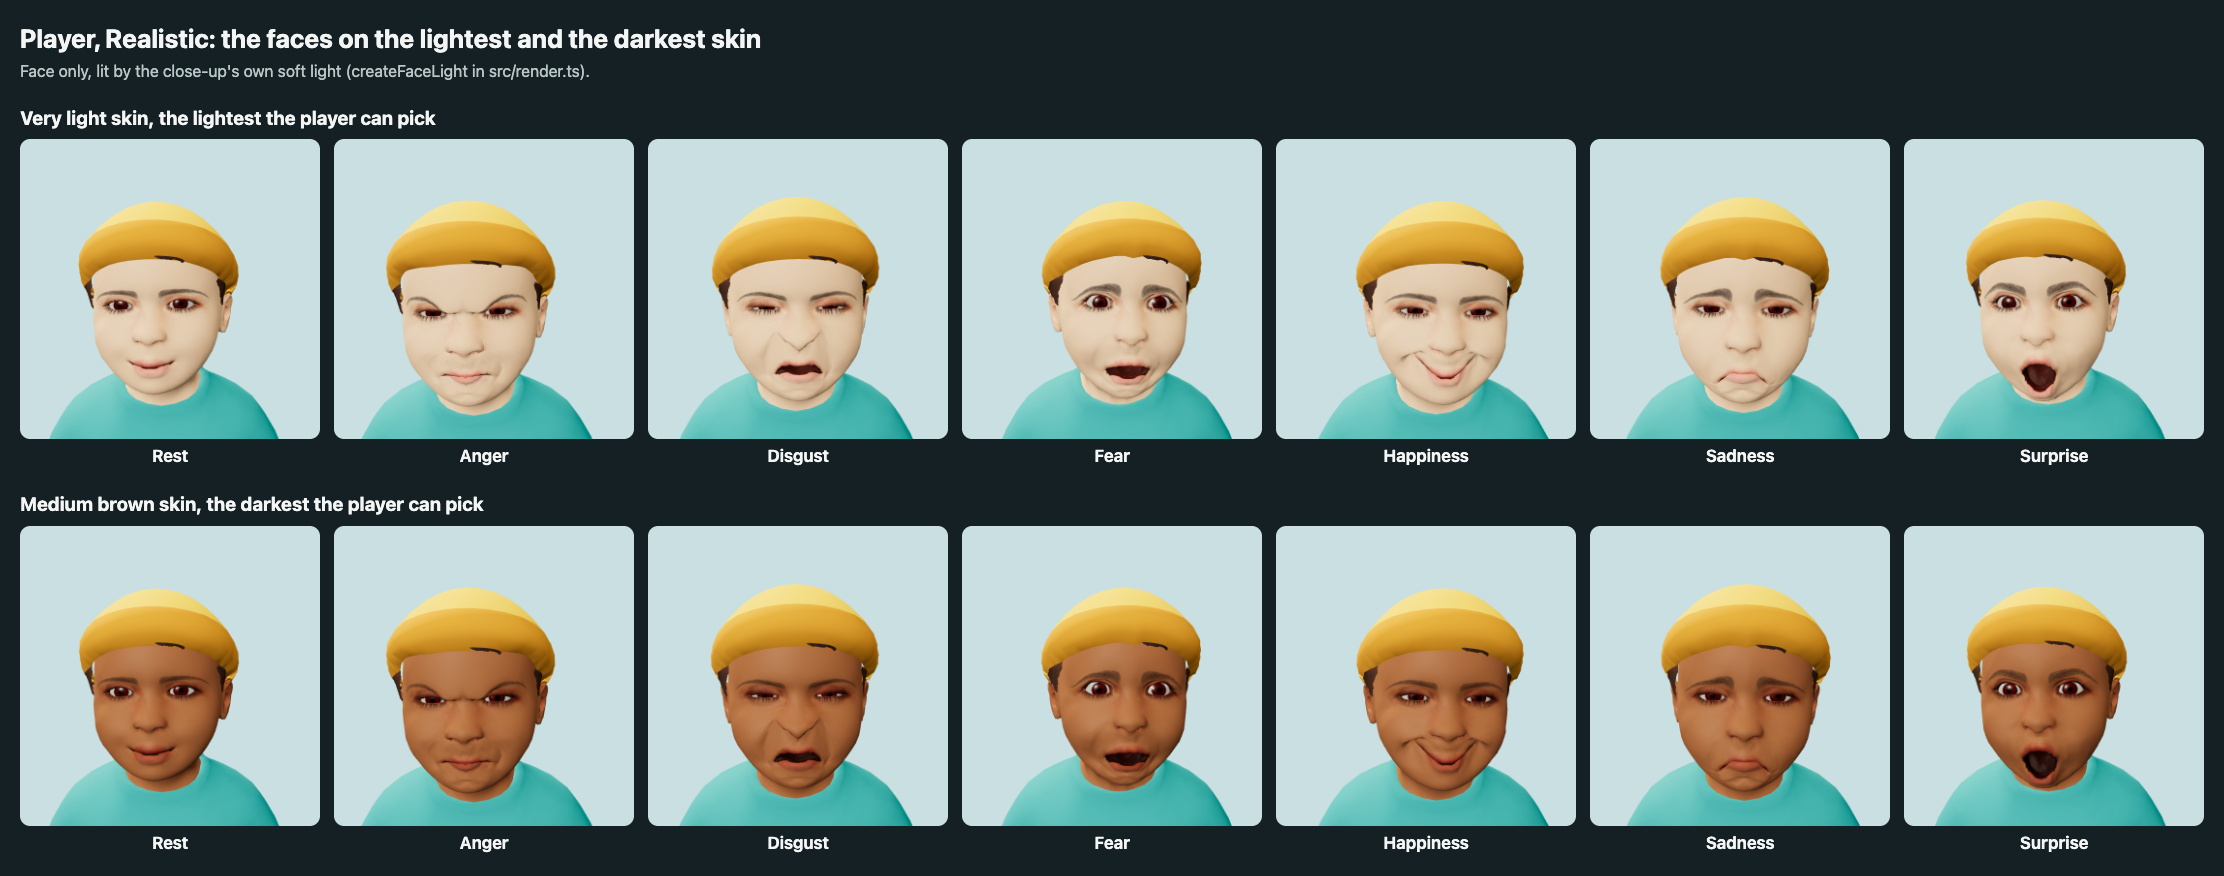 Player, Realistic: the faces on the lightest and the darkest skin
Face only, lit by the close-up's own soft light (createFaceLight in src/render.ts).
Very light skin, the lightest the player can pick
Rest
Anger
Disgust
Fear
Happiness
Sadness
Surprise
Medium brown skin, the darkest the player can pick
Rest
Anger
Disgust
Fear
Happiness
Sadness
Surprise